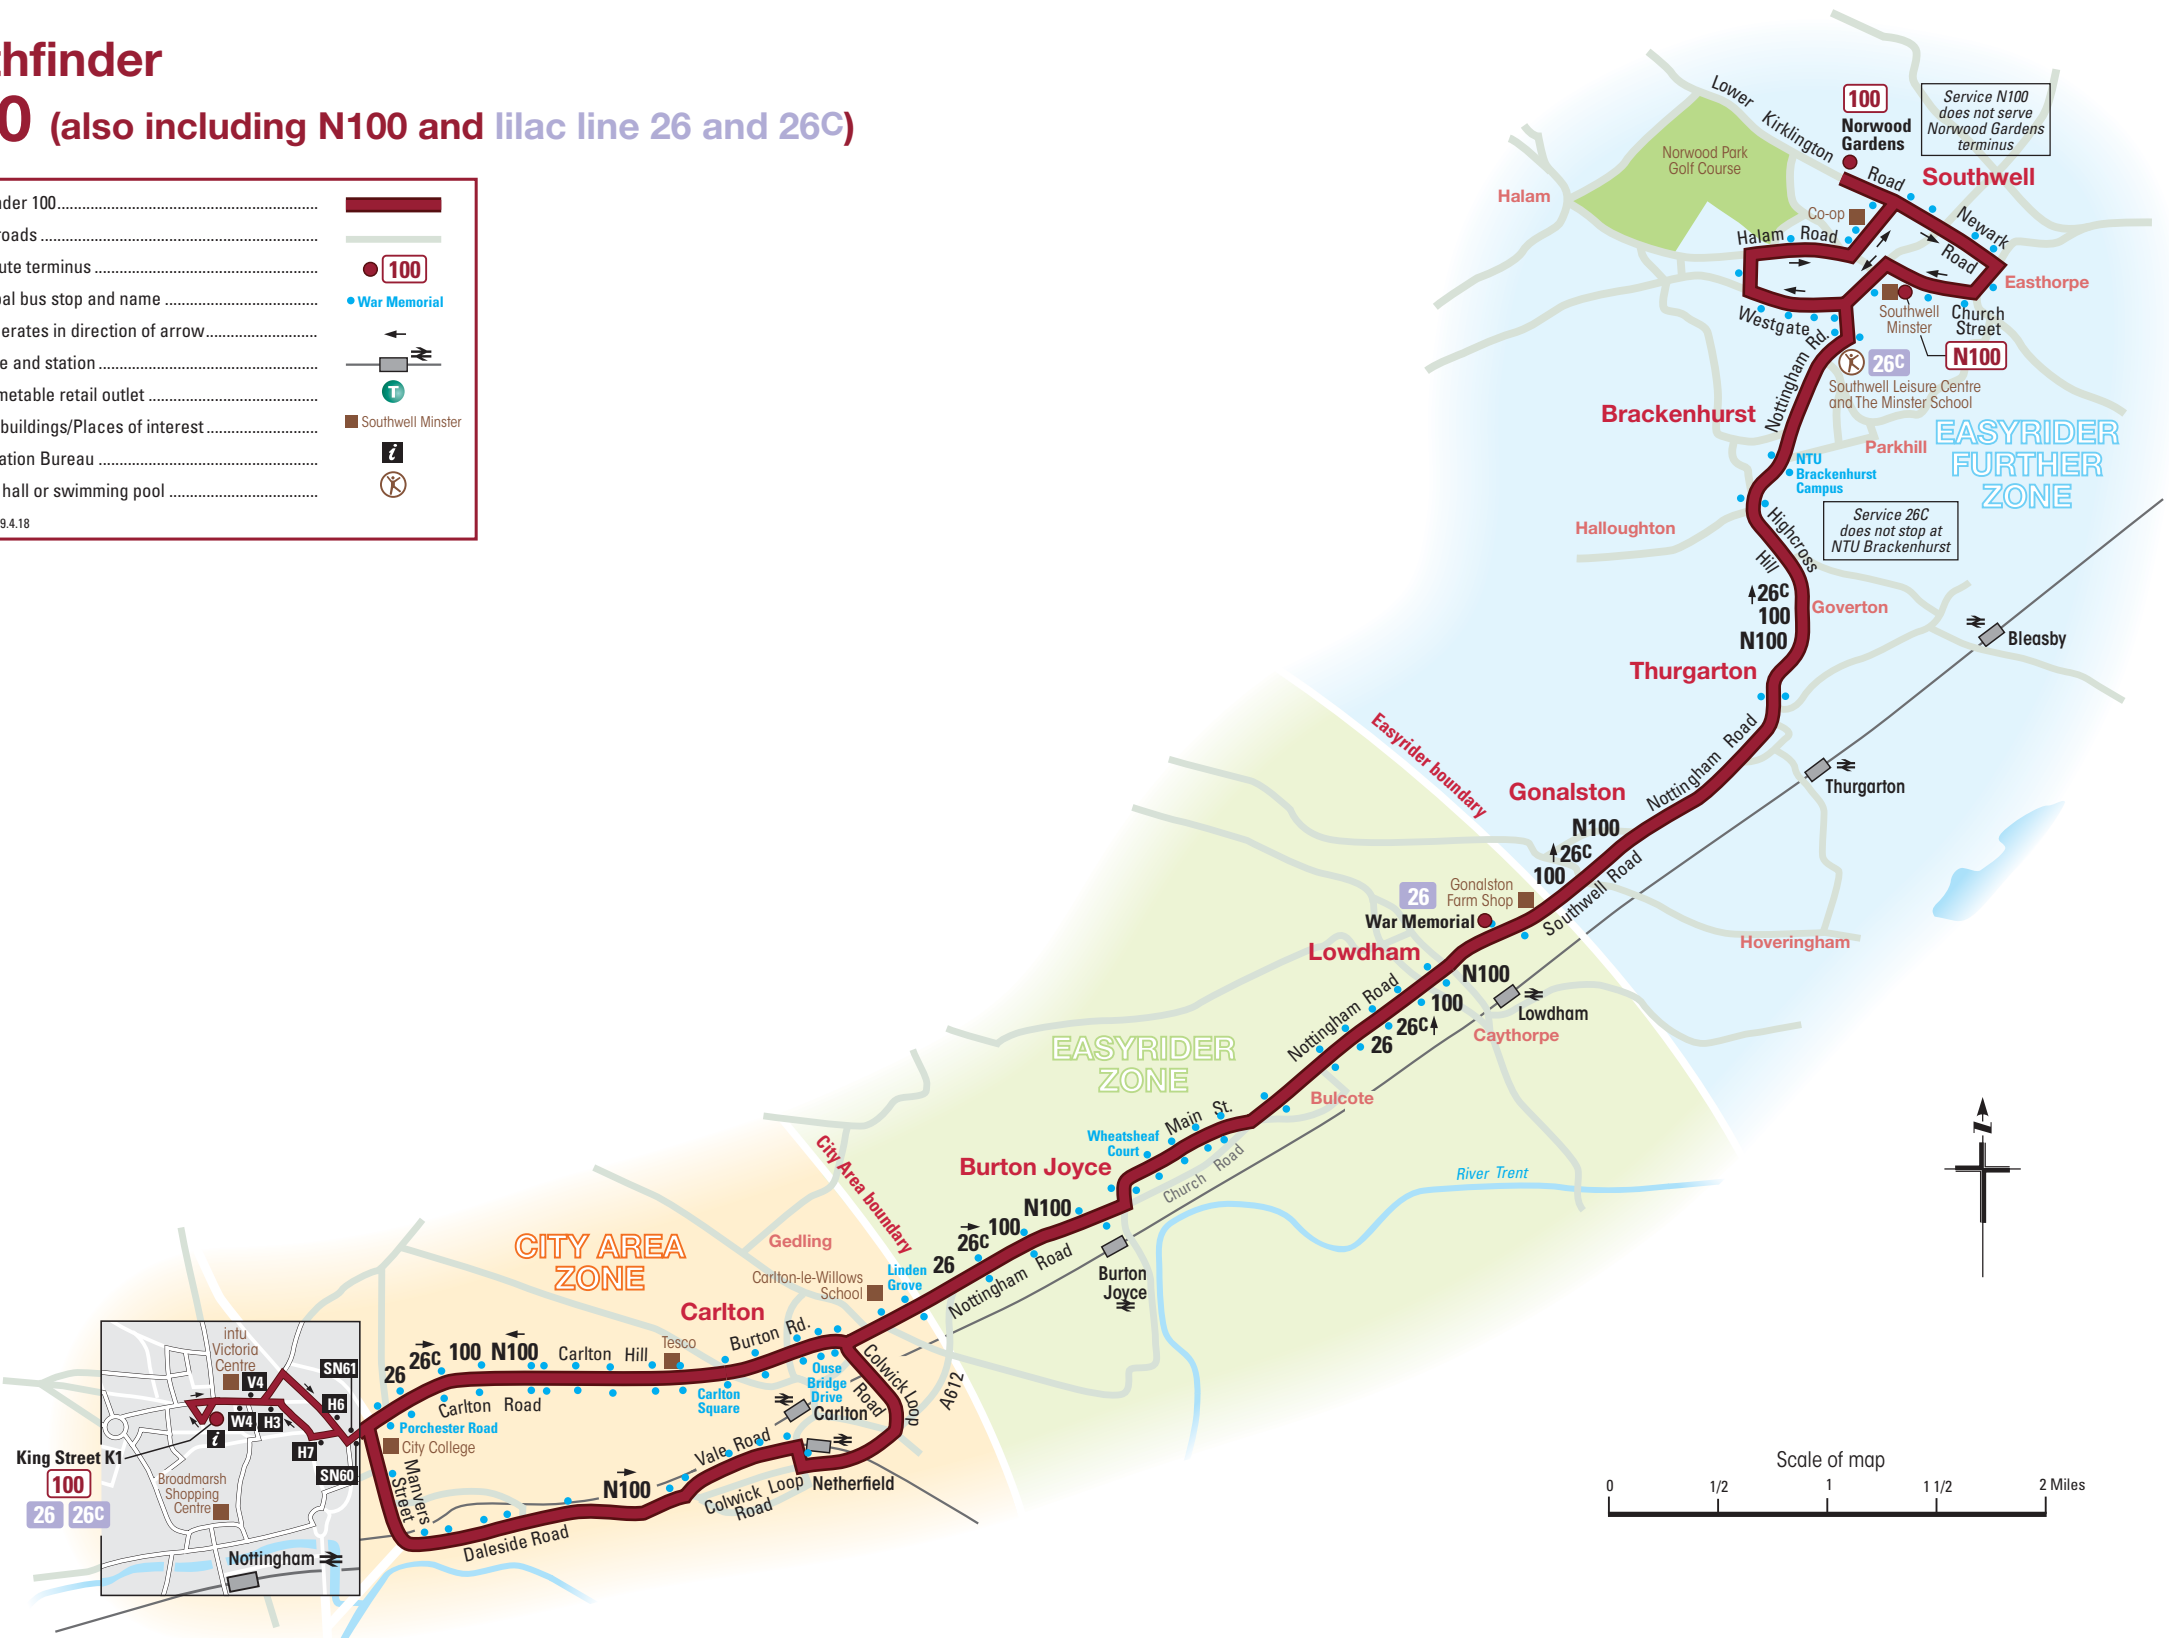 thfinder
0 (also including N100 and lilac line 26 and 26C)
der 100
roads
ute terminus
100
al bus stop and name
War Memorial
erates in direction of arrow
e and station
metable retail outlet
T
buildings/Places of interest
Southwell Minster
ation Bureau
i
hall or swimming pool
9.4.18
Lower Kirklington Road
100
Norwood
Gardens
Service N100
does not serve
Norwood Gardens
terminus
Norwood Park
Golf Course
Southwell
Halam
Co-op
Newark
Road
Halam Road
Easthorpe
Westgate
Southwell
Minster
Church
Street
N100
Nottingham Rd.
26C
Southwell Leisure Centre
and The Minster School
Brackenhurst
Parkhill
EASYRIDER
FURTHER
ZONE
NTU
Brackenhurst
Campus
Service 26C
does not stop at
NTU Brackenhurst
Halloughton
Highcross
Hill
26C
100
N100
Goverton
Bleasby
Thurgarton
Easyrider boundary
Nottingham Road
Thurgarton
Gonalston
N100
26C
100
Southwell Road
26
Gonalston
Farm Shop
War Memorial
Hoveringham
Lowdham
N100
100
26C
26
Nottingham Road
Lowdham
Caythorpe
EASYRIDER
ZONE
Bulcote
Main St.
Wheatsheaf
Court
Burton Joyce
Church Road
River Trent
N
City Area boundary
N100
100
26C
26
CITY AREA
ZONE
Gedling
Linden
Grove
Carlton-le-Willows
School
Nottingham Road
Burton
Joyce
Carlton
Tesco
Burton Rd.
26
26C
100
N100
Carlton Hill
Carlton Road
Carlton
Square
Ouse
Bridge
Drive
Carlton
Colwick Loop
Road
A612
Porchester Road
City College
Manvers
Street
Vale Road
N100
Colwick Loop
Road
Netherfield
Daleside Road
intu
Victoria
Centre
V4
SN61
H6
W4
H3
i
H7
SN60
King Street K1
100
26
26C
Broadmarsh
Shopping
Centre
Nottingham
Scale of map
0
1/2
1
1 1/2
2 Miles